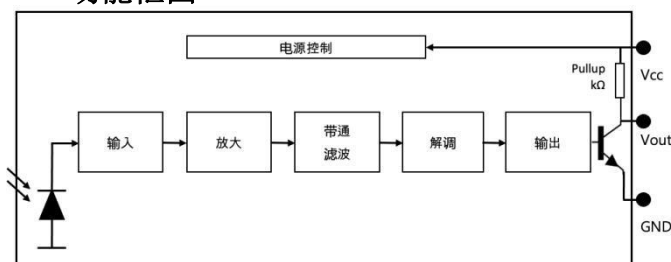 电源控制
Pullup
kΩ
Vcc
输入
放大
带通
滤波
解调
输出
Vout
GND